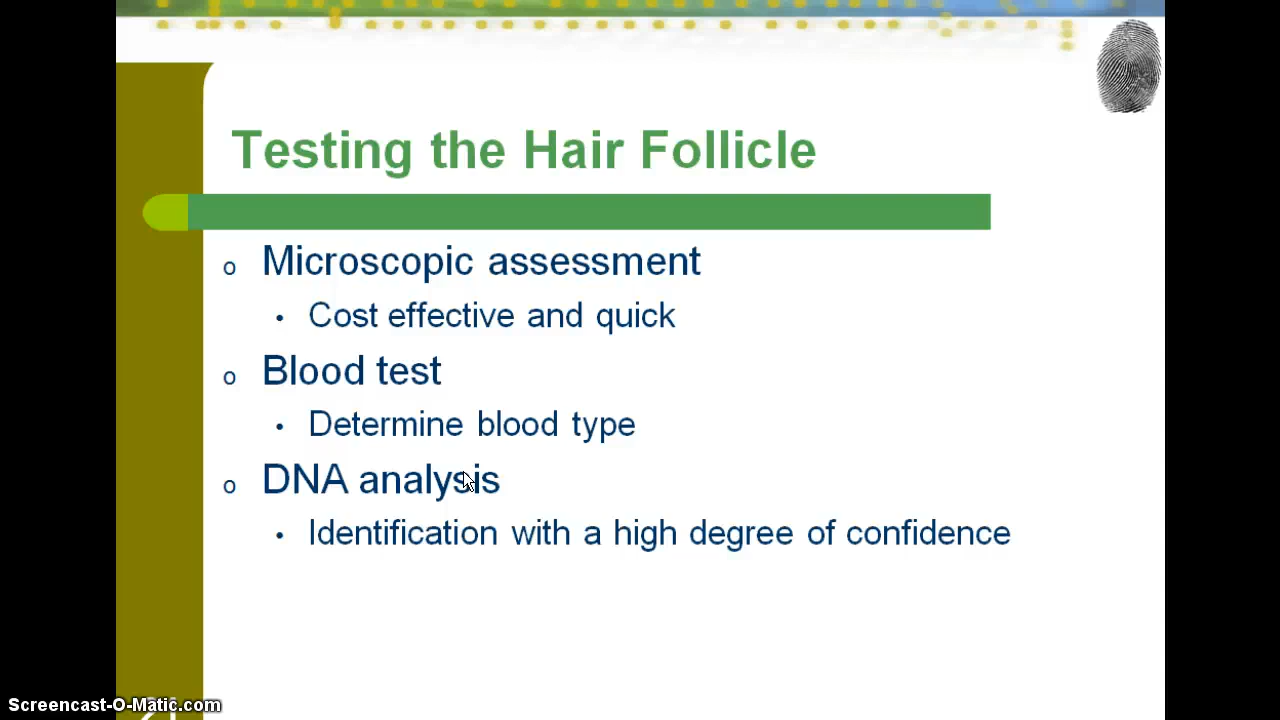 Testing the Hair Follicle
o Microscopic assessment
• Cost effective and quick
o Blood test
• Determine blood type
o DNA analysis
• Identification with a high degree of confidence
Screencast-O-Matic.com